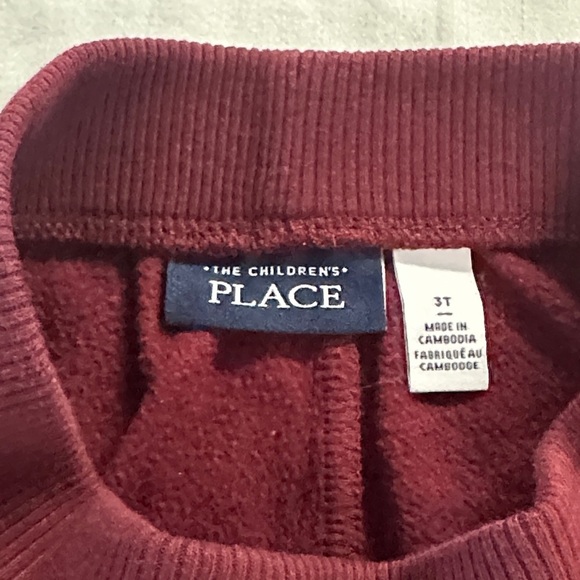 •THE CHILDREN'S•
PLACE
3T
MADE IN
CAMBODIA
FABRIQUÉ AU
CAMBODGE